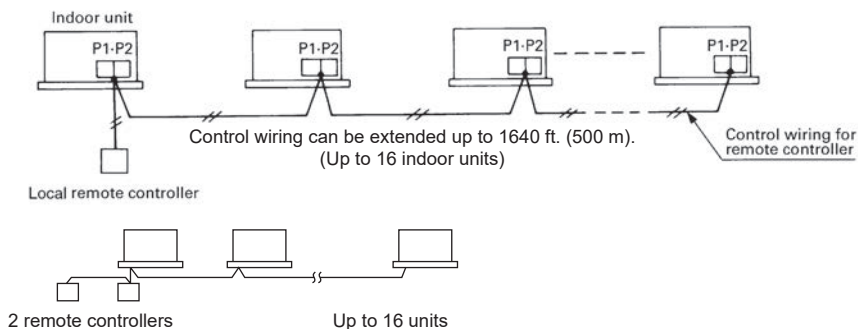 Indoor unit
P1·P2
P1·P2
P1·P2
P1·P2
Control wiring can be extended up to 1640 ft. (500 m).
(Up to 16 indoor units)
Control wiring for
remote controller
Local remote controller
2 remote controllers
Up to 16 units